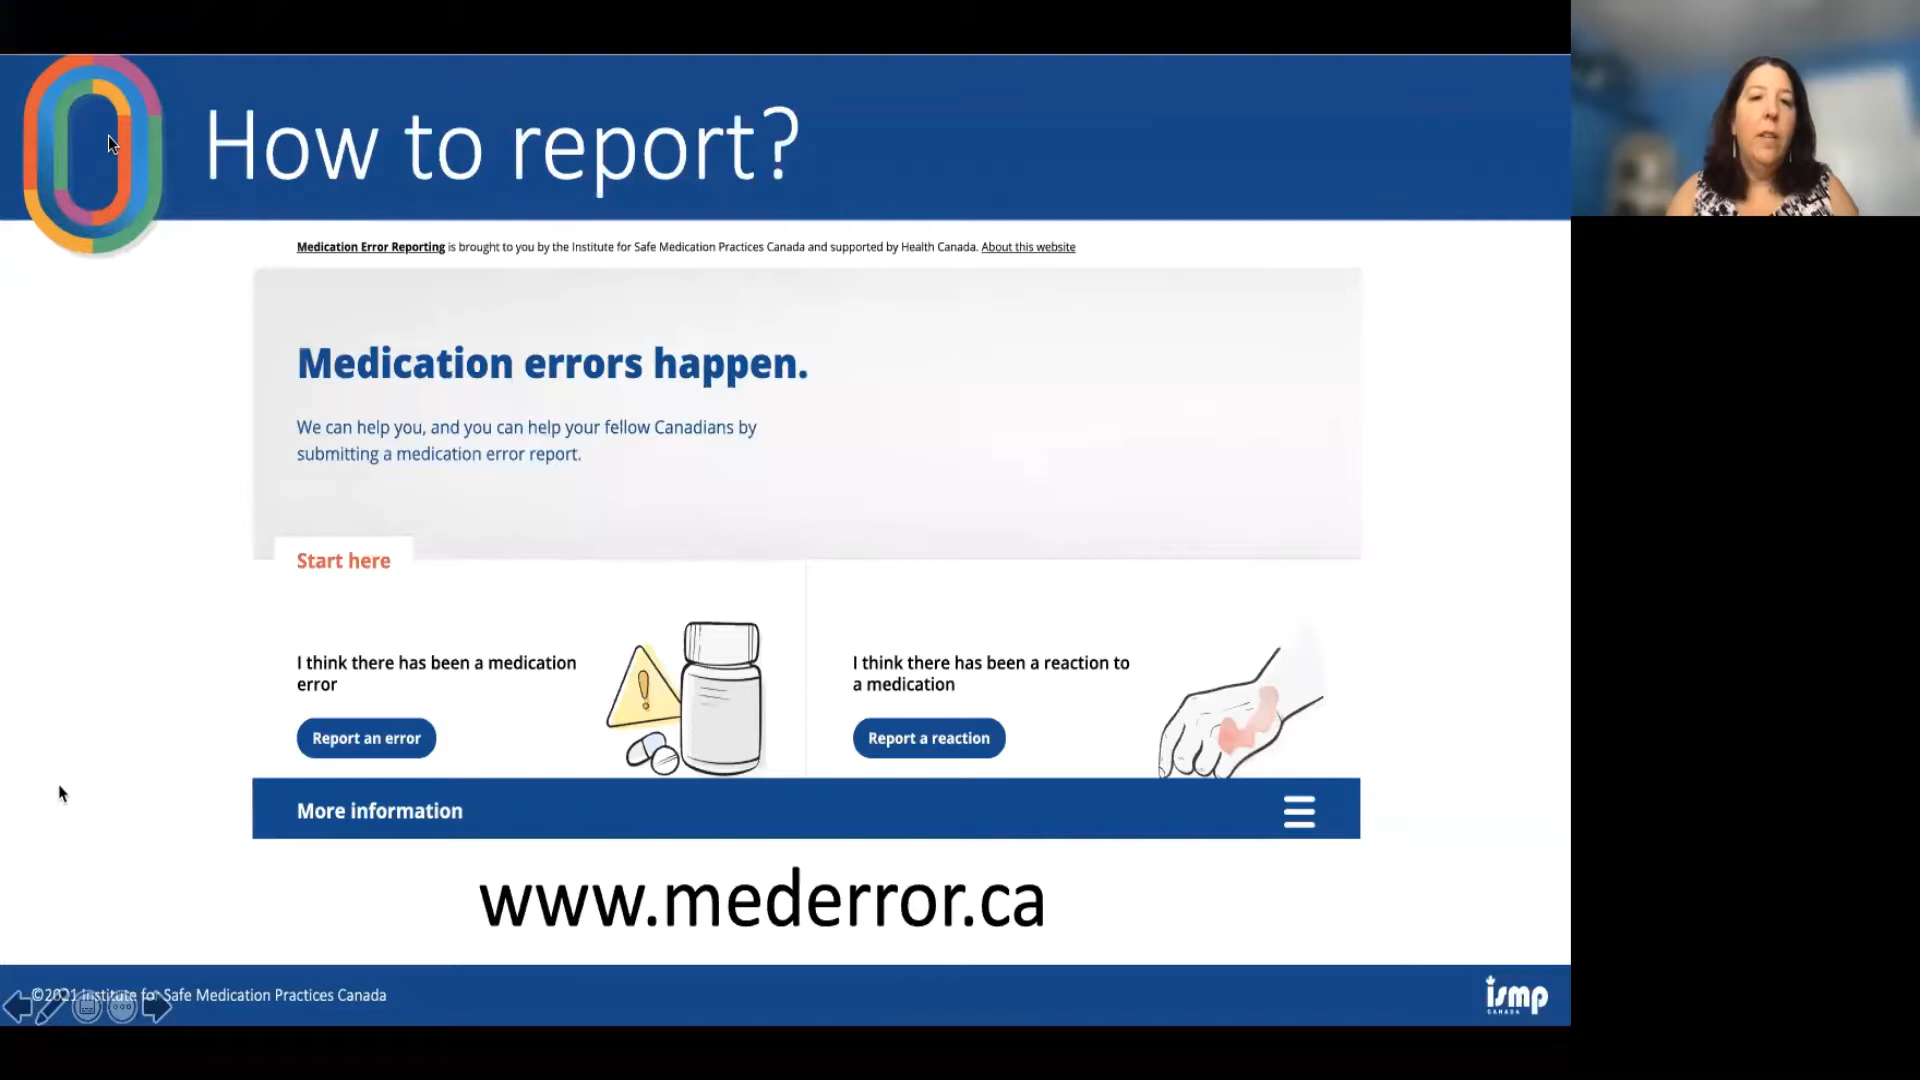 How to report?
Medication Error Reporting is brought to you by the Institute for Safe Medication Practices Canada and supported by Health Canada. About this website
Medication errors happen.
We can help you, and you can help your fellow Canadians by
submitting a medication error report.
Start here
I think there has been a medication
error
Report an error
I think there has been a reaction to
a medication
Report a reaction
More information
www.mederror.ca
©2021 Institute for Safe Medication Practices Canada
ismp
CANADA